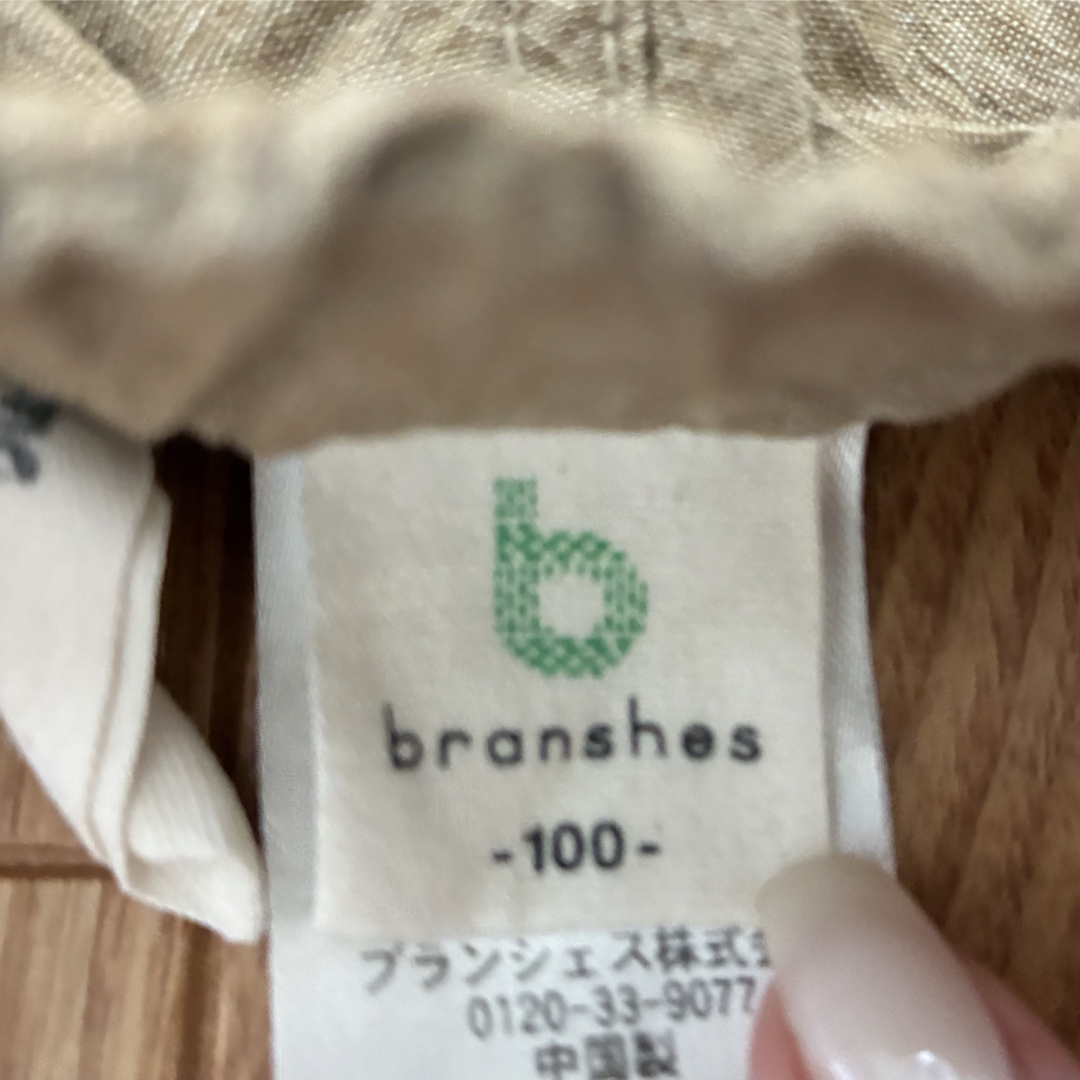 b
branshes
-100-
ブランシェス株式
0120-33-9077
中国製